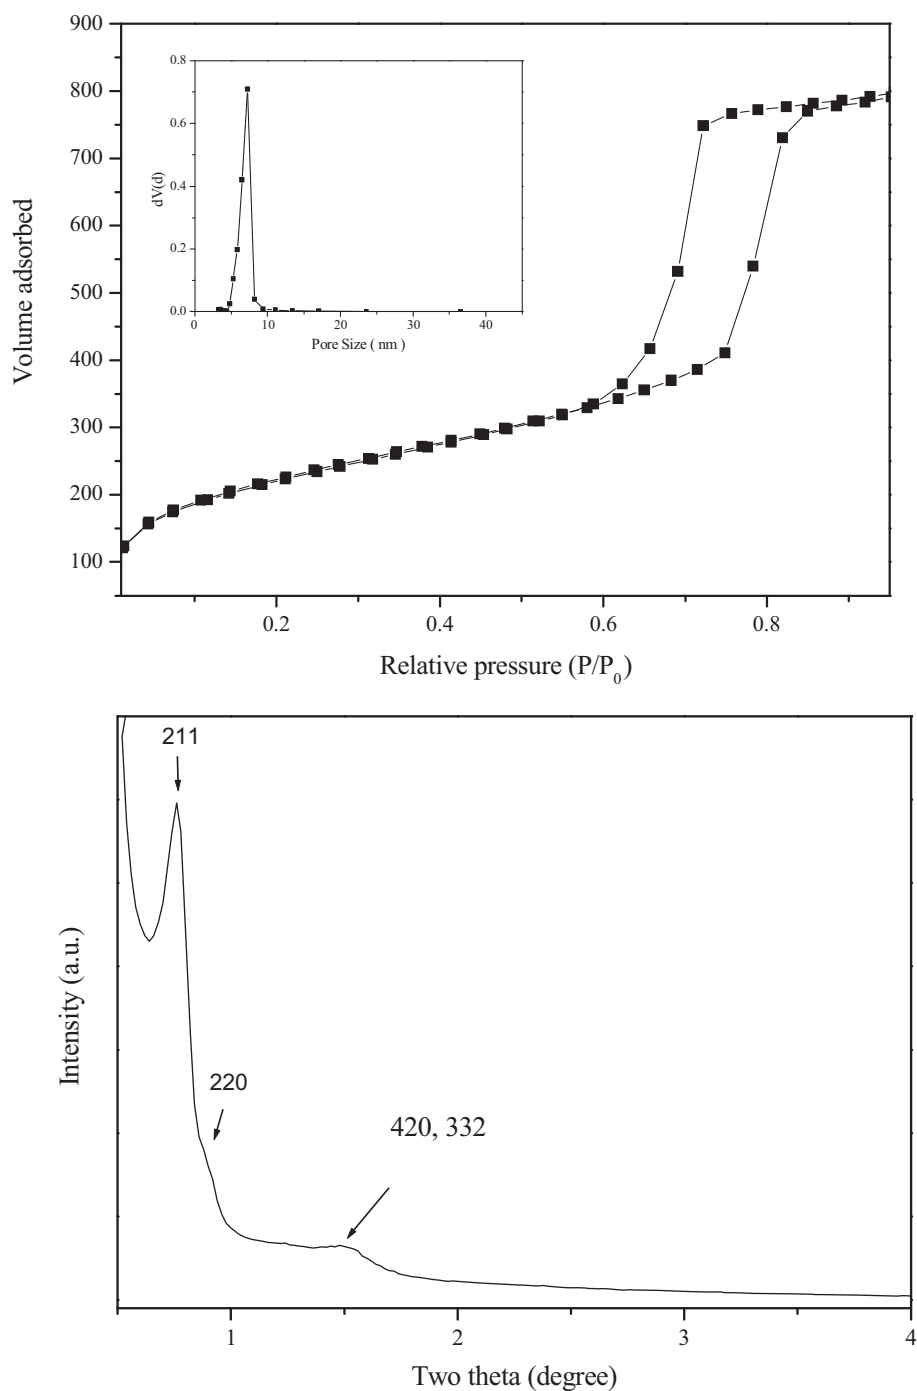 900
800
700
600
500
400
300
200
100
Volume adsorbed
0.8
0.6
0.4
0.2
0.0
dV(d)
0 10 20 30 40
Pore Size ( nm )
0.2 0.4 0.6 0.8
Relative pressure (P/P0)
211
220
420, 332
Intensity (a.u.)
1 2 3 4
Two theta (degree)